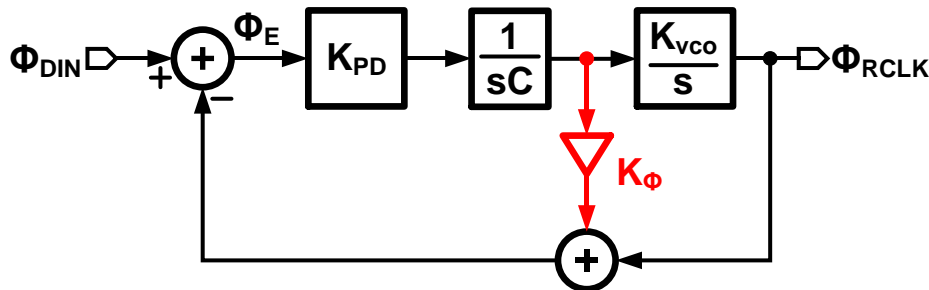 Φ_DIN
+
+
−
Φ_E
K_PD
1
sC
K_vco
s
Φ_RCLK
K_Φ
+